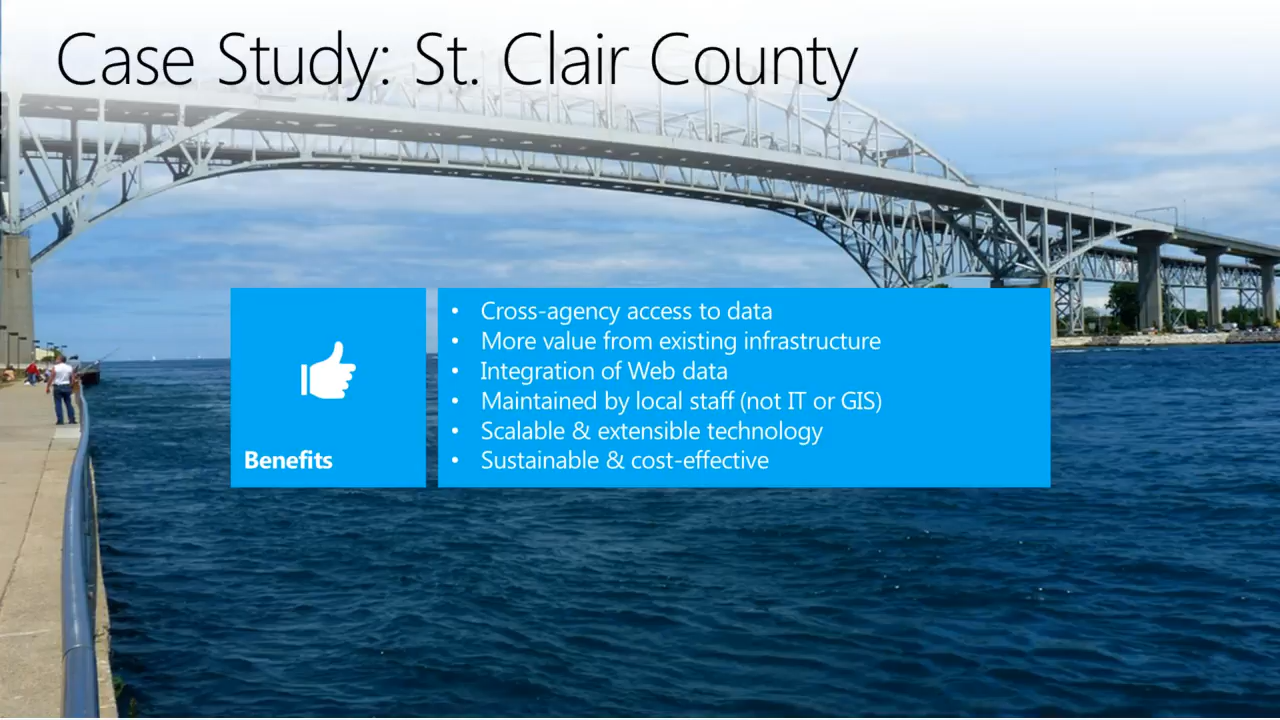 Case Study: St. Clair County
• Cross-agency access to data
• More value from existing infrastructure
• Integration of Web data
• Maintained by local staff (not IT or GIS)
• Scalable & extensible technology
• Sustainable & cost-effective
Benefits